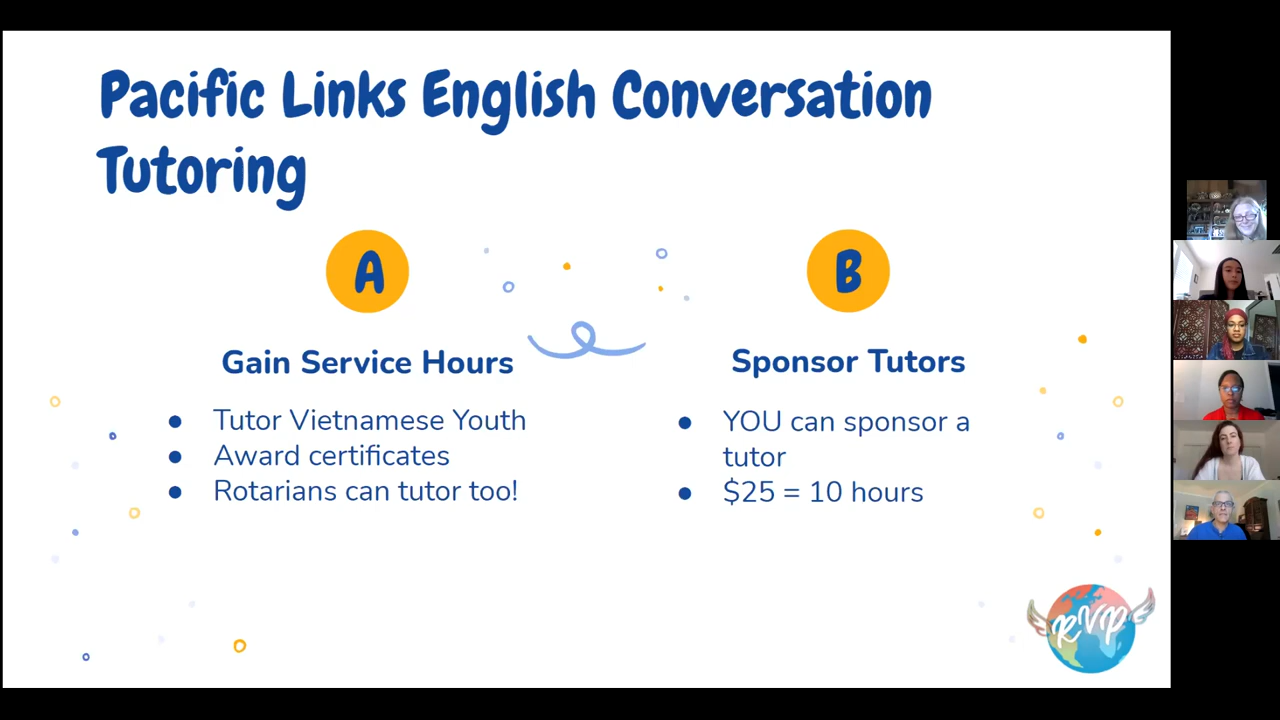 Pacific Links English Conversation
Tutoring
A
B
Gain Service Hours
Sponsor Tutors
● Tutor Vietnamese Youth
● Award certificates
● Rotarians can tutor too!
● YOU can sponsor a
tutor
● $25 = 10 hours
RVP